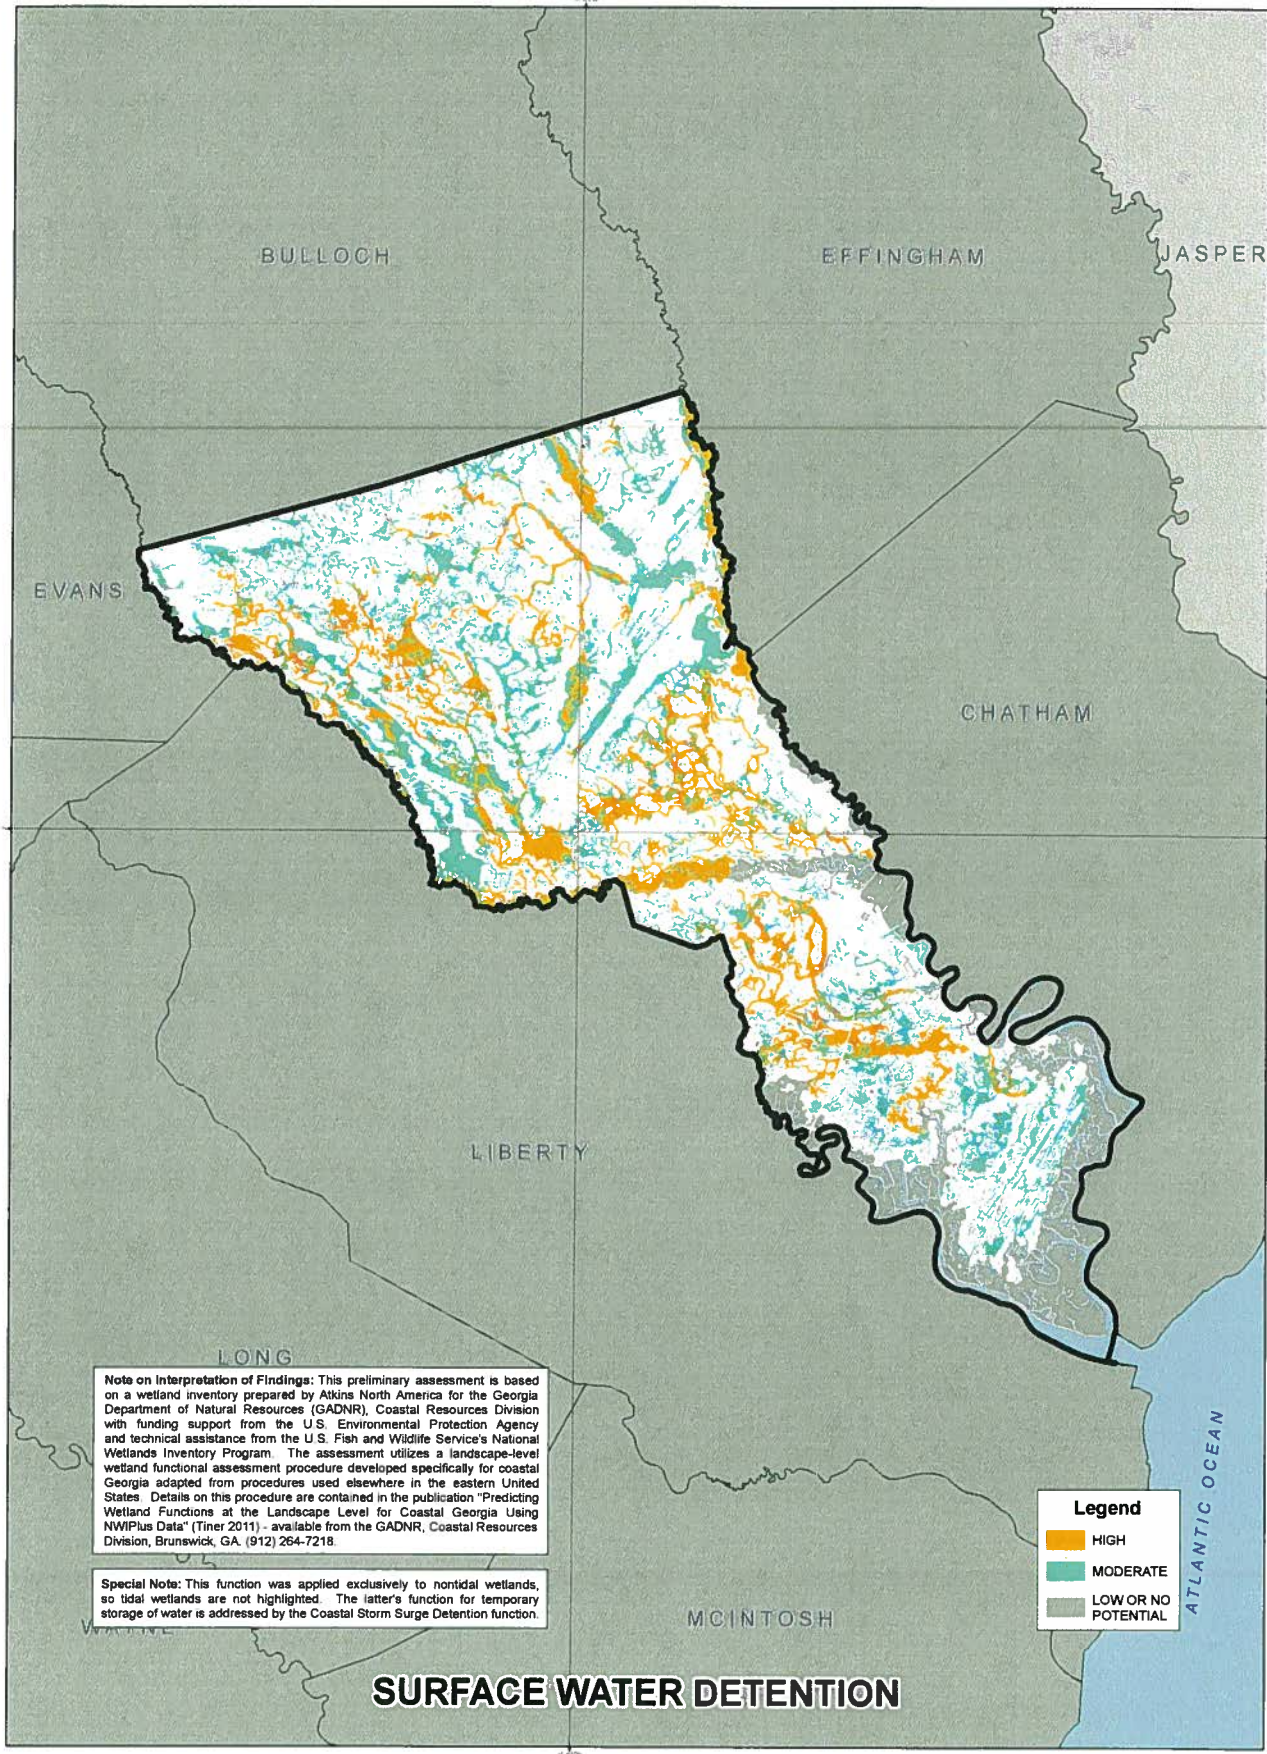 BULLOCH
EFFINGHAM
JASPER
EVANS
CHATHAM
LIBERTY
LONG
Note on Interpretation of Findings: This preliminary assessment is based
on a wetland inventory prepared by Atkins North America for the Georgia
Department of Natural Resources (GADNR), Coastal Resources Division
with funding support from the U.S. Environmental Protection Agency
and technical assistance from the U.S. Fish and Wildlife Service's National
Wetlands Inventory Program. The assessment utilizes a landscape-level
wetland functional assessment procedure developed specifically for coastal
Georgia adapted from procedures used elsewhere in the eastern United
States. Details on this procedure are contained in the publication "Predicting
Wetland Functions at the Landscape Level for Coastal Georgia Using
NWIPlus Data" (Tiner 2011) - available from the GADNR, Coastal Resources
Division, Brunswick, GA. (912) 264-7218.
Special Note: This function was applied exclusively to nontidal wetlands,
so tidal wetlands are not highlighted. The latter's function for temporary
storage of water is addressed by the Coastal Storm Surge Detention function.
WAYNE
MCINTOSH
ATLANTIC OCEAN
Legend
HIGH
MODERATE
LOW OR NO
POTENTIAL
SURFACE WATER DETENTION